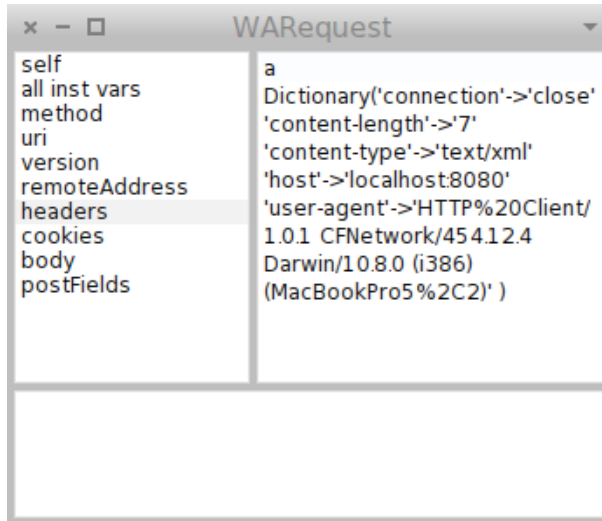 WARequest
self
all inst vars
method
uri
version
remoteAddress
headers
cookies
body
postFields
a
Dictionary('connection'->'close'
'content-length'->'7'
'content-type'->'text/xml'
'host'->'localhost:8080'
'user-agent'->'HTTP%20Client/
1.0.1 CFNetwork/454.12.4
Darwin/10.8.0 (i386)
(MacBookPro5%2C2)' )